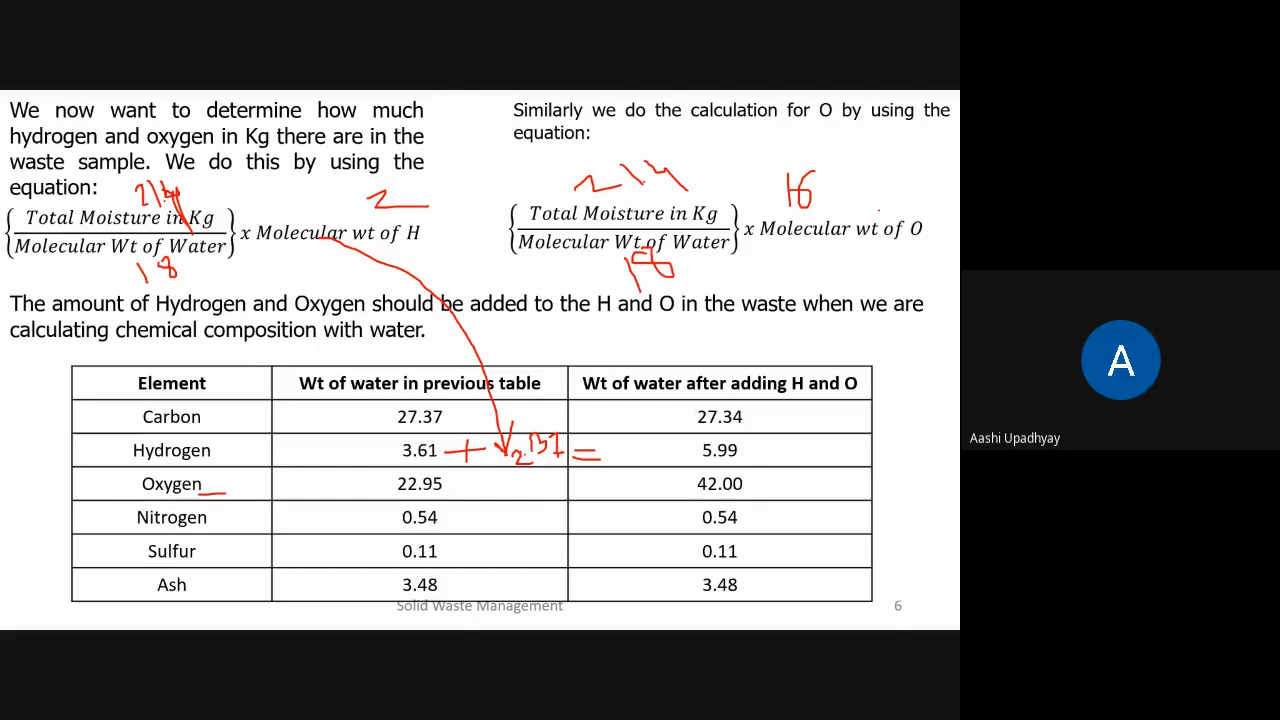 We now want to determine how much
hydrogen and oxygen in Kg there are in the
waste sample. We do this by using the
equation:
21.4
2
{Total Moisture in Kg / Molecular Wt of Water} x Molecular wt of H
18
Similarly we do the calculation for O by using the
equation:
21.4
16
{Total Moisture in Kg / Molecular Wt of Water} x Molecular wt of O
18
The amount of Hydrogen and Oxygen should be added to the H and O in the waste when we are
calculating chemical composition with water.
Element Wt of water in previous table Wt of water after adding H and O
Carbon 27.37 27.34
Hydrogen 3.61 + 2.37 = 5.99
Oxygen 22.95 42.00
Nitrogen 0.54 0.54
Sulfur 0.11 0.11
Ash 3.48 3.48
Solid Waste Management 6
A
Aashi Upadhyay